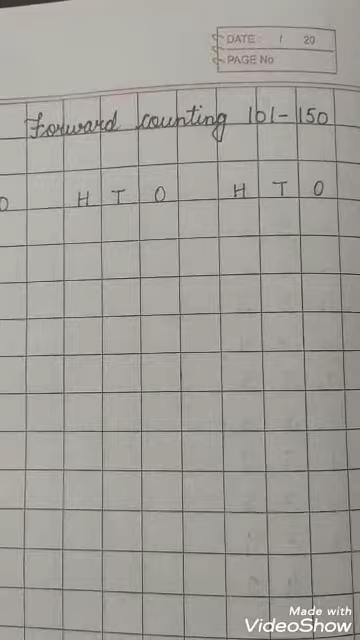 DATE: / 20
PAGE No
Forward counting 101-150
O H T O H T O
Made with
VideoShow